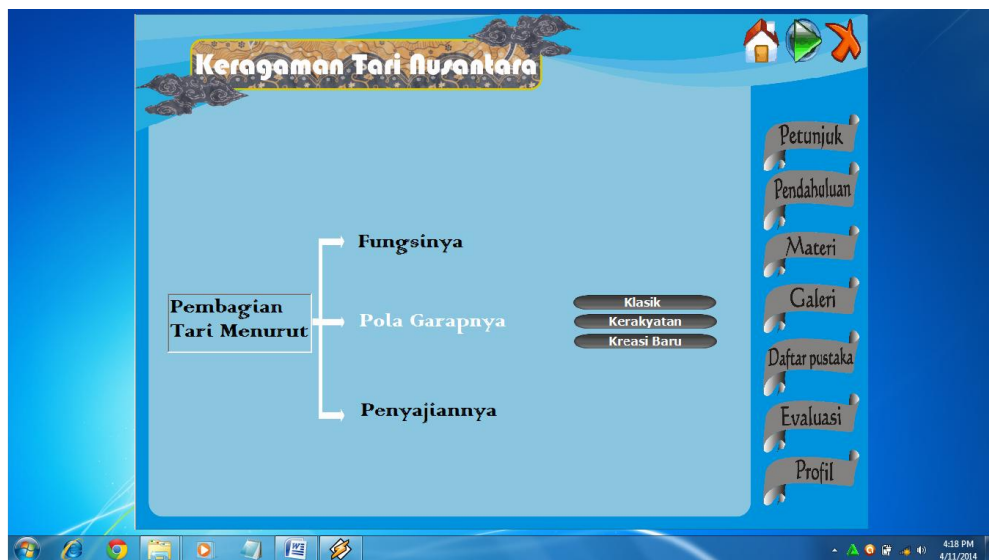 Keragaman Tari Nusantara
Petunjuk
Pendahuluan
Materi
Galeri
Daftar pustaka
Evaluasi
Profil
Fungsinya
Pembagian
Tari Menurut
Pola Garapnya
Klasik
Kerakyatan
Kreasi Baru
Penyajiannya
4:18 PM
4/11/2014